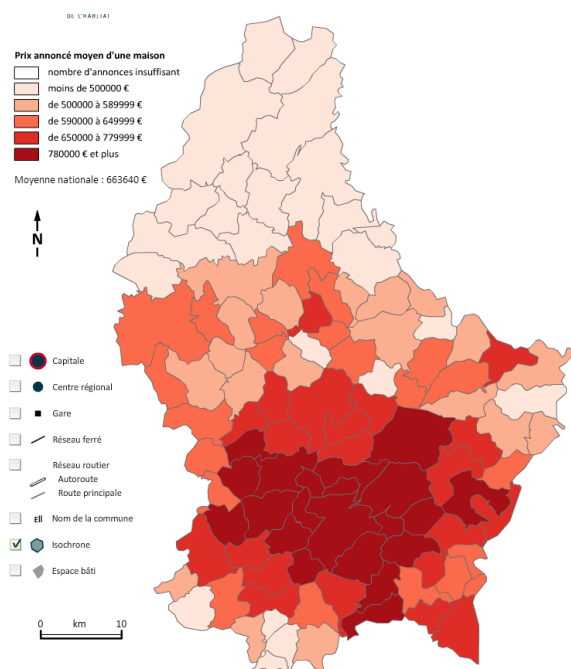 DE L'HABITAT
Prix annoncé moyen d'une maison
nombre d'annonces insuffisant
moins de 500000 €
de 500000 à 589999 €
de 590000 à 649999 €
de 650000 à 779999 €
780000 € et plus
Moyenne nationale : 663640 €
N
Capitale
Centre régional
Gare
Réseau ferré
Réseau routier
Autoroute
Route principale
Ell Nom de la commune
Isochrone
Espace bâti
km
0 10